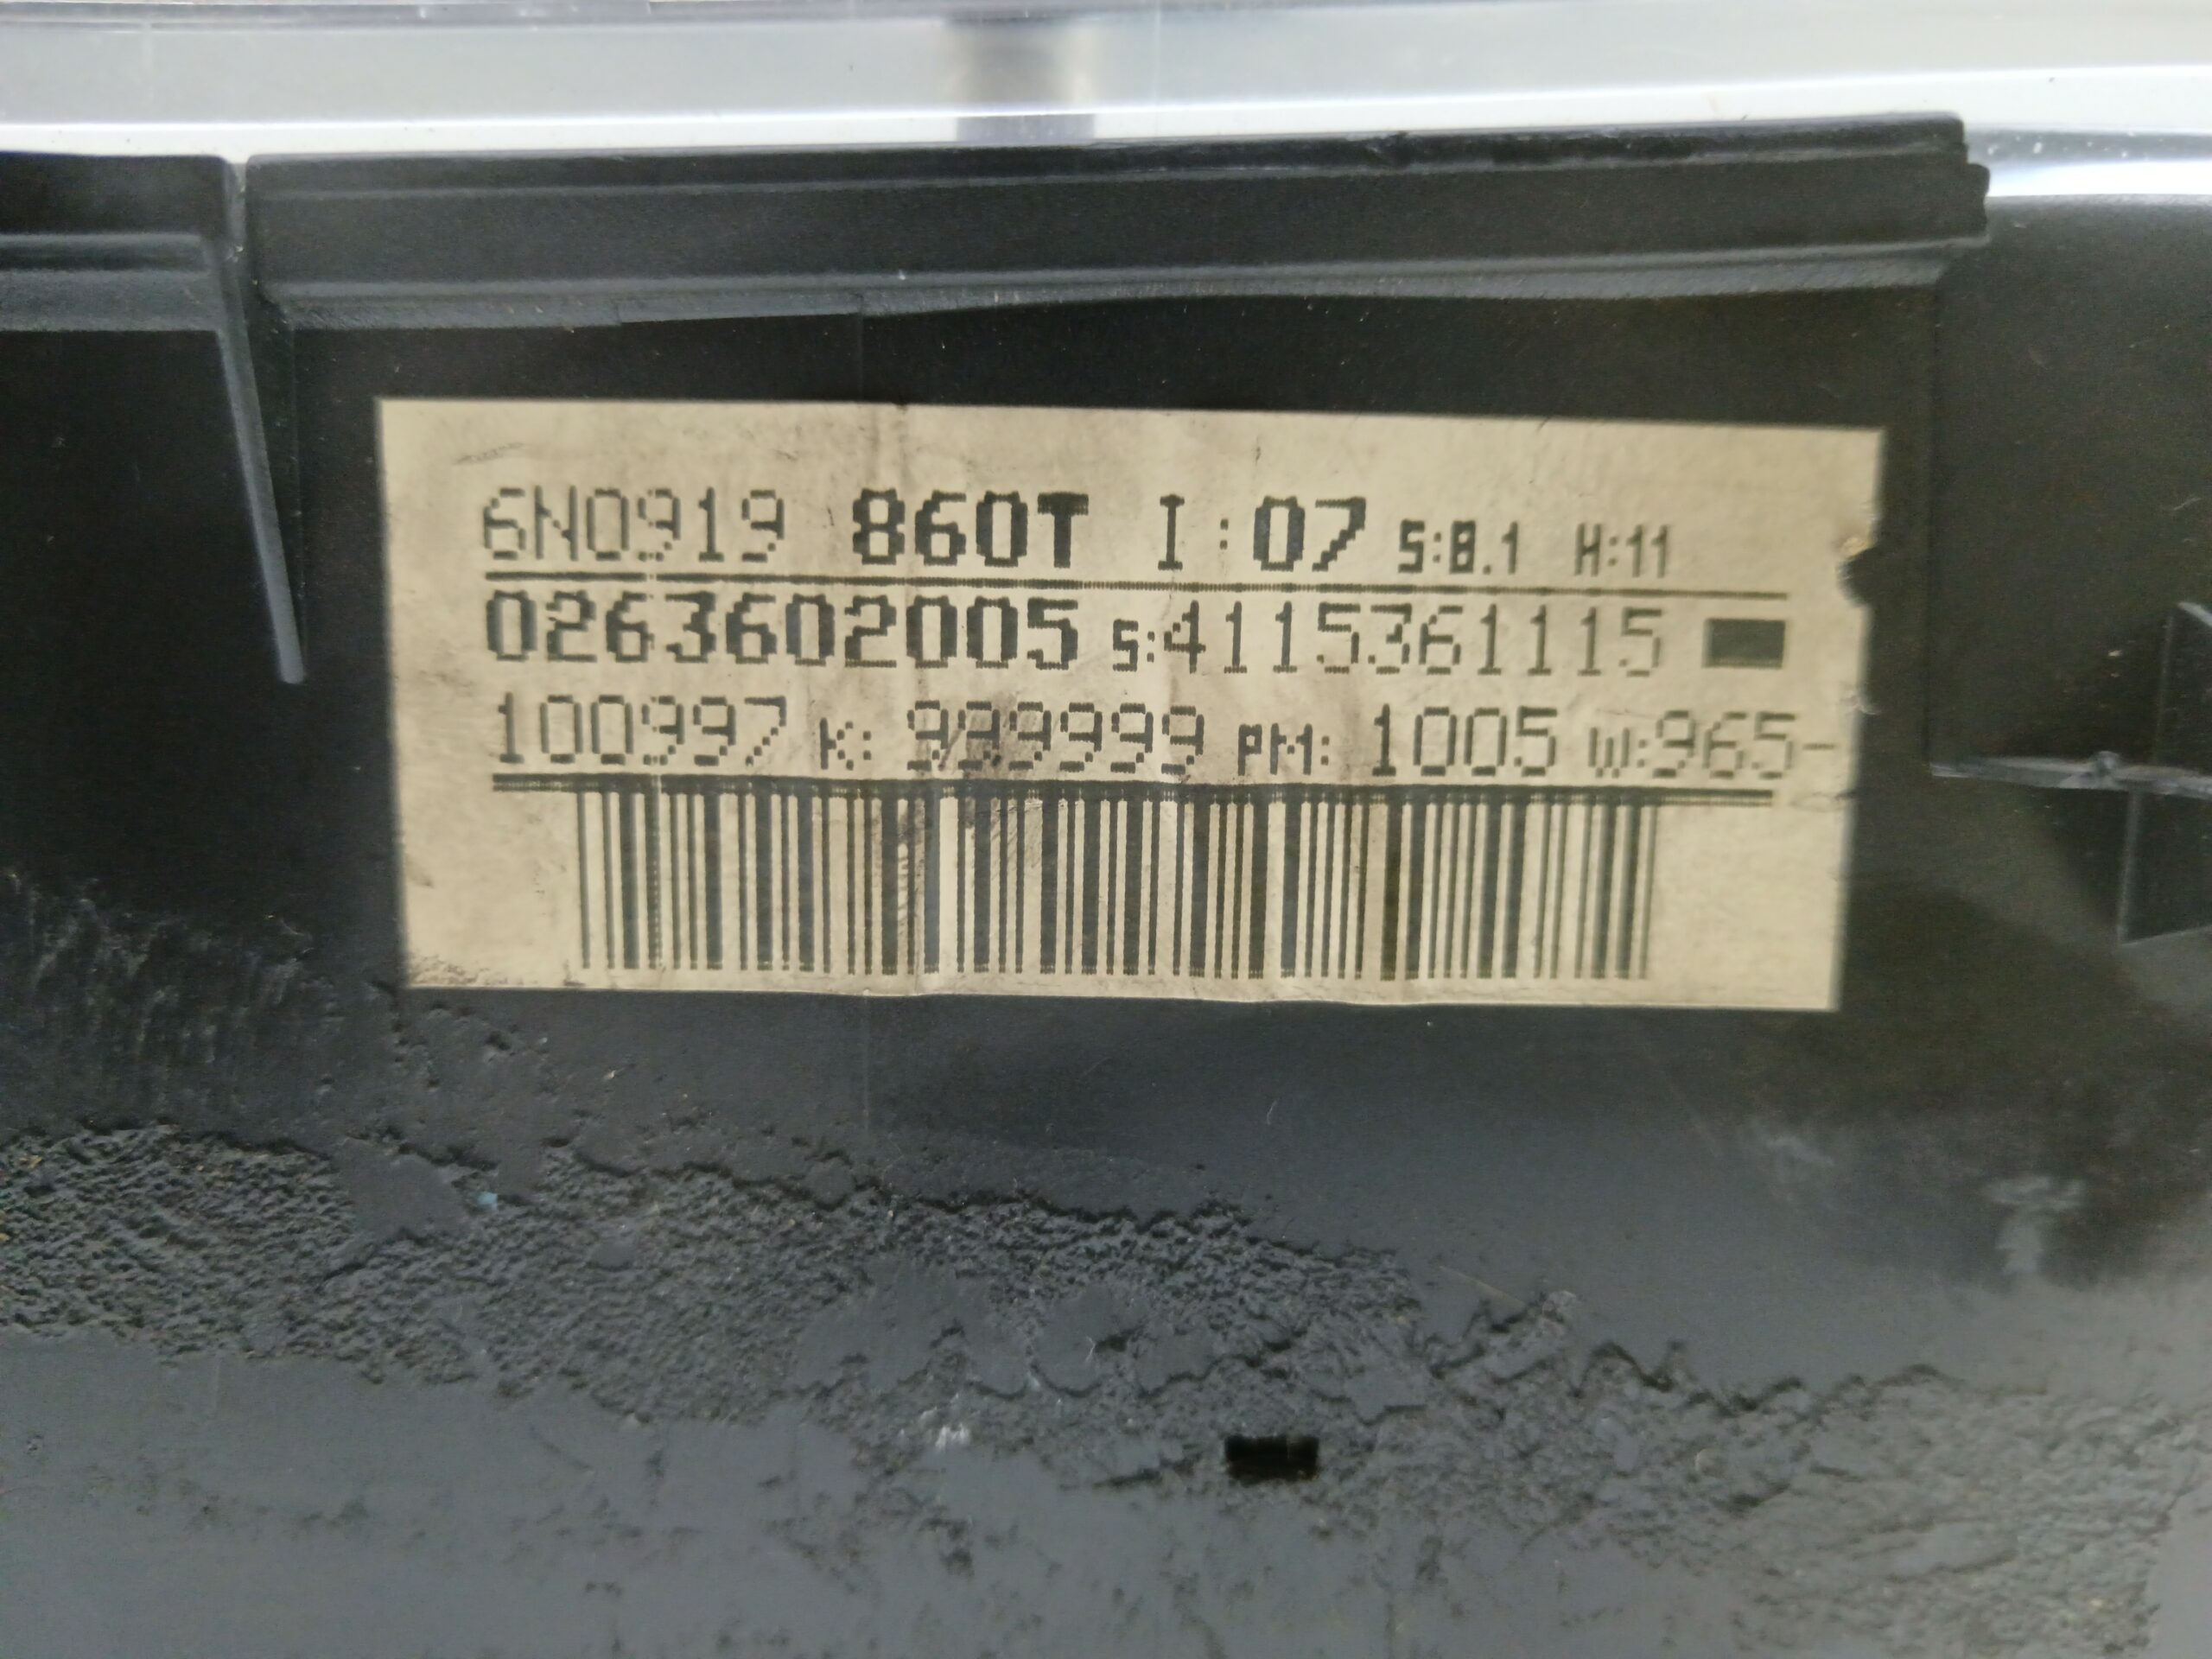 6N0919 860T I:07 S:8.1 H:11
0263602005 S:4115361115
100997 K: 999999 PM: 1005 W:965-